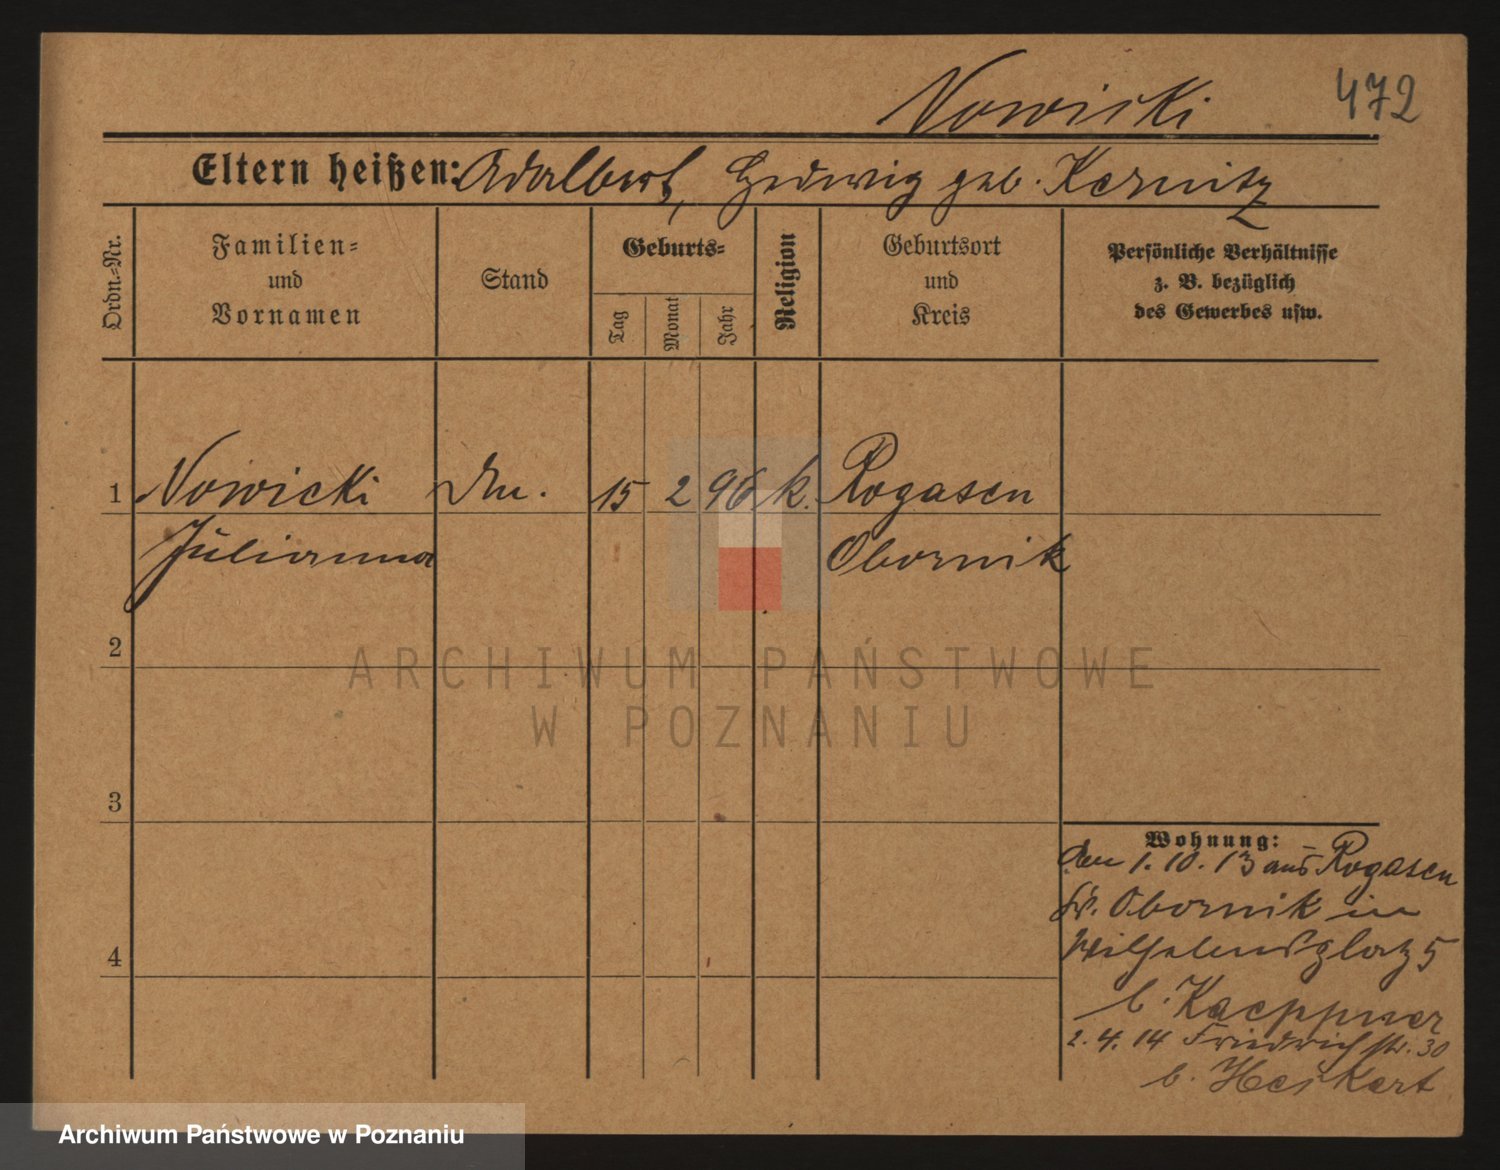 Nowicki 472
Eltern heißen: Adalbert, Hedwig geb. Kernitz
Ordn.-Nr.
Familien-
und
Vornamen
Stand
Geburts-
Tag
Monat
Jahr
Religion
Geburtsort
und
Kreis
Persönliche Verhältnisse
z. B. bezüglich
des Gewerbes usw.
1 Nowicki 15 2 96 k. Rogasen
Julianna Obornik
2
ARCHIWUM PAŃSTWOWE
W POZNANIU
3
Wohnung:
den 1.10.13 aus Rogasen
Kr. Obornik in
Wilhelmsplatz 5
4
b. Kaeppner
2.4.14 Friedrichstr. 30
b.
Archiwum Państwowe w Poznaniu